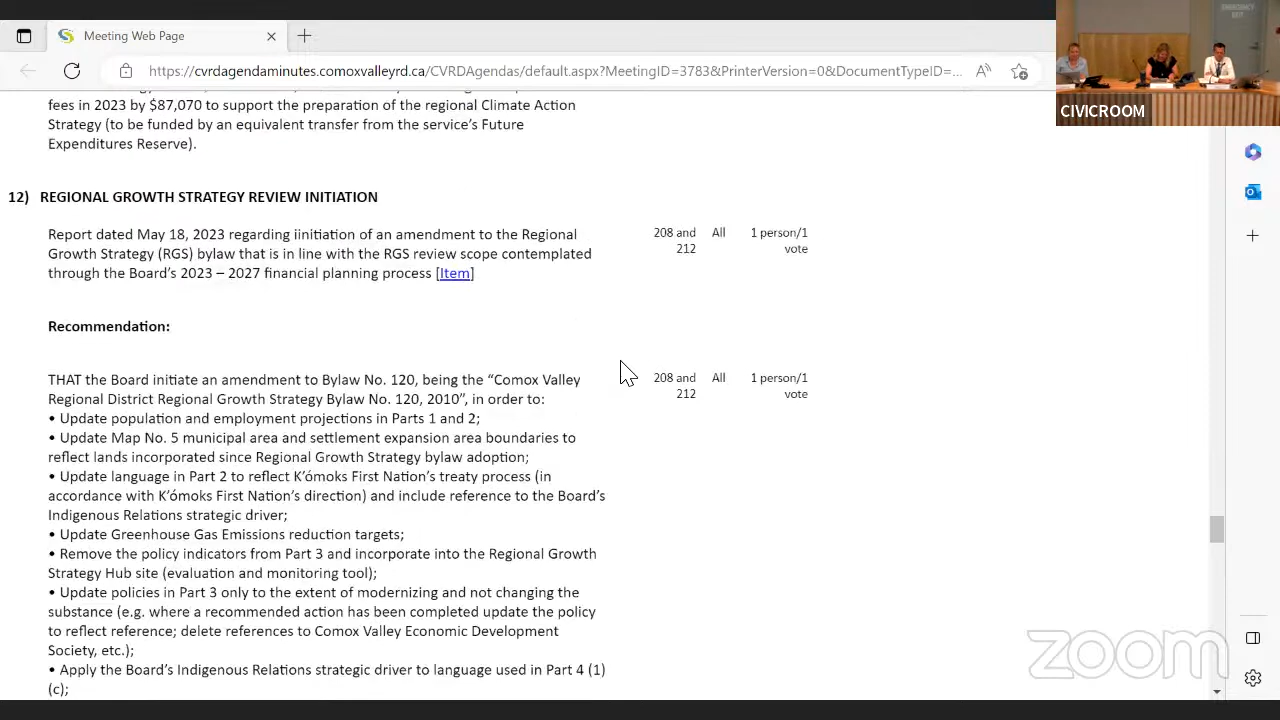 Meeting Web Page
https://cvrdagendaminutes.comoxvalleyrd.ca/CVRDAgendas/default.aspx?MeetingID=3783&PrinterVersion=0&DocumentTypeID=...
EMERGENCY
EXIT
CIVICROOM
fees in 2023 by $87,070 to support the preparation of the regional Climate Action
Strategy (to be funded by an equivalent transfer from the service's Future
Expenditures Reserve).
12) REGIONAL GROWTH STRATEGY REVIEW INITIATION
Report dated May 18, 2023 regarding iinitiation of an amendment to the Regional
Growth Strategy (RGS) bylaw that is in line with the RGS review scope contemplated
through the Board's 2023 – 2027 financial planning process [Item]
208 and All 1 person/1
212 vote
Recommendation:
THAT the Board initiate an amendment to Bylaw No. 120, being the "Comox Valley
Regional District Regional Growth Strategy Bylaw No. 120, 2010", in order to:
208 and All 1 person/1
212 vote
• Update population and employment projections in Parts 1 and 2;
• Update Map No. 5 municipal area and settlement expansion area boundaries to
reflect lands incorporated since Regional Growth Strategy bylaw adoption;
• Update language in Part 2 to reflect K'ómoks First Nation's treaty process (in
accordance with K'ómoks First Nation's direction) and include reference to the Board's
Indigenous Relations strategic driver;
• Update Greenhouse Gas Emissions reduction targets;
• Remove the policy indicators from Part 3 and incorporate into the Regional Growth
Strategy Hub site (evaluation and monitoring tool);
• Update policies in Part 3 only to the extent of modernizing and not changing the
substance (e.g. where a recommended action has been completed update the policy
to reflect reference; delete references to Comox Valley Economic Development
Society, etc.);
• Apply the Board's Indigenous Relations strategic driver to language used in Part 4 (1)
(c);
zoom